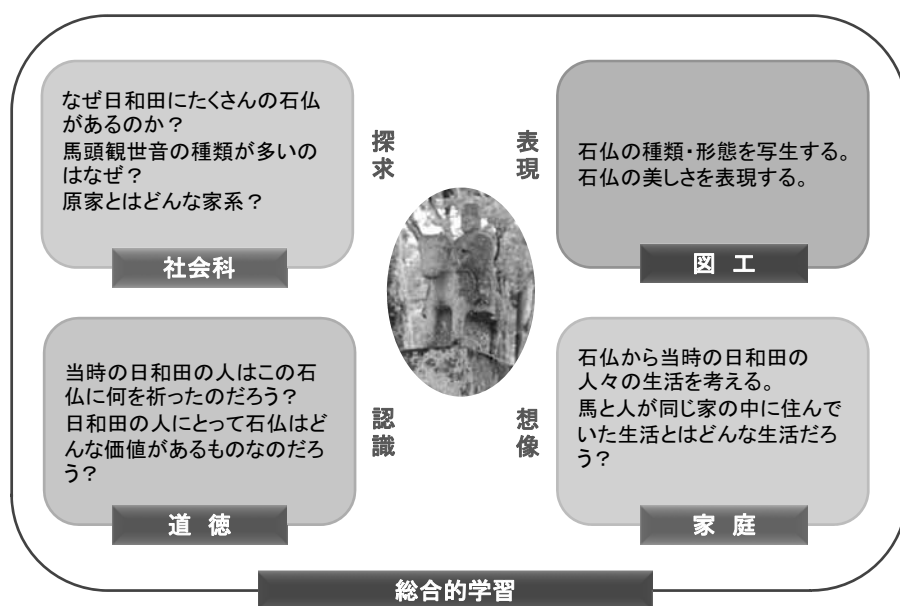 なぜ日和田にたくさんの石仏
があるのか？
馬頭観世音の種類が多いの
はなぜ？
原家とはどんな家系？
社会科
探求
表現
石仏の種類・形態を写生する。
石仏の美しさを表現する。
図 工
当時の日和田の人はこの石
仏に何を祈ったのだろう？
日和田の人にとって石仏はど
んな価値があるものなのだろ
う？
道 徳
認識
想像
石仏から当時の日和田の
人々の生活を考える。
馬と人が同じ家の中に住んで
いた生活とはどんな生活だろ
う？
家 庭
総合的学習